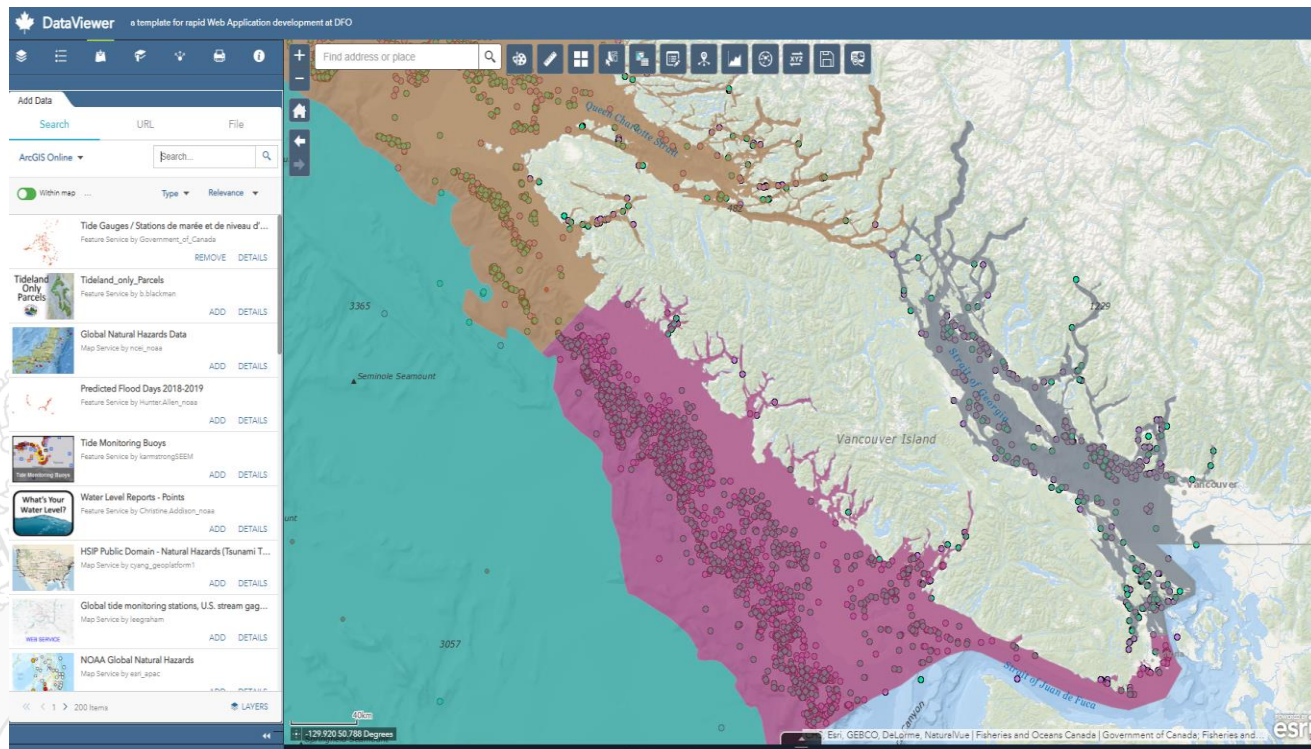 DataViewer a template for rapid Web Application development at DFO
Find address or place
XYZ
Add Data
Search URL File
ArcGIS Online Search...
Within map ... Type Relevance
Tide Gauges / Stations de marée et de niveau d'...
Feature Service by Government_of_Canada
REMOVE DETAILS
Tideland Only Parcels
Tideland_only_Parcels
Feature Service by b.blackman
ADD DETAILS
Global Natural Hazards Data
Map Service by ncei_noaa
ADD DETAILS
Predicted Flood Days 2018-2019
Feature Service by Hunter.Allen_noaa
ADD DETAILS
Tide Monitoring Buoys
Tide Monitoring Buoys
Feature Service by karmstrongSEEM
ADD DETAILS
What's Your Water Level?
Water Level Reports - Points
Feature Service by Christine.Addison_noaa
ADD DETAILS
HSIP Public Domain - Natural Hazards (Tsunami T...
Map Service by cyang_geoplatform1
ADD DETAILS
WEB SERVICE
Global tide monitoring stations, U.S. stream gag...
Map Service by leegraham
ADD DETAILS
NOAA Global Natural Hazards
Map Service by esri_apac
ADD DETAILS
1 200 Items LAYERS
Queen Charlotte Strait
482
3365
1229
Seminole Seamount
Strait of Georgia
Vancouver Island
Vancouver
unt
3057
Strait of Juan de Fuca
canyon
40km
-129.920 50.788 Degrees
Esri, GEBCO, DeLorme, NaturalVue | Fisheries and Oceans Canada | Government of Canada; Fisheries and...
esri